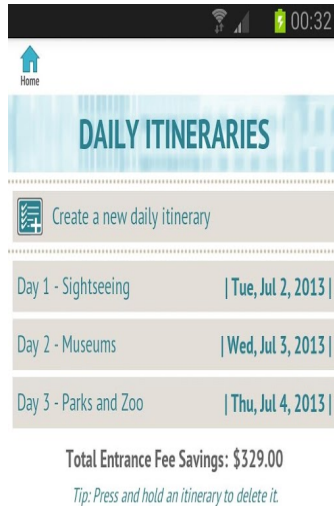 00:32
Home
DAILY ITINERARIES
Create a new daily itinerary
Day 1 - Sightseeing | Tue, Jul 2, 2013 |
Day 2 - Museums | Wed, Jul 3, 2013 |
Day 3 - Parks and Zoo | Thu, Jul 4, 2013 |
Total Entrance Fee Savings: $329.00
Tip: Press and hold an itinerary to delete it.